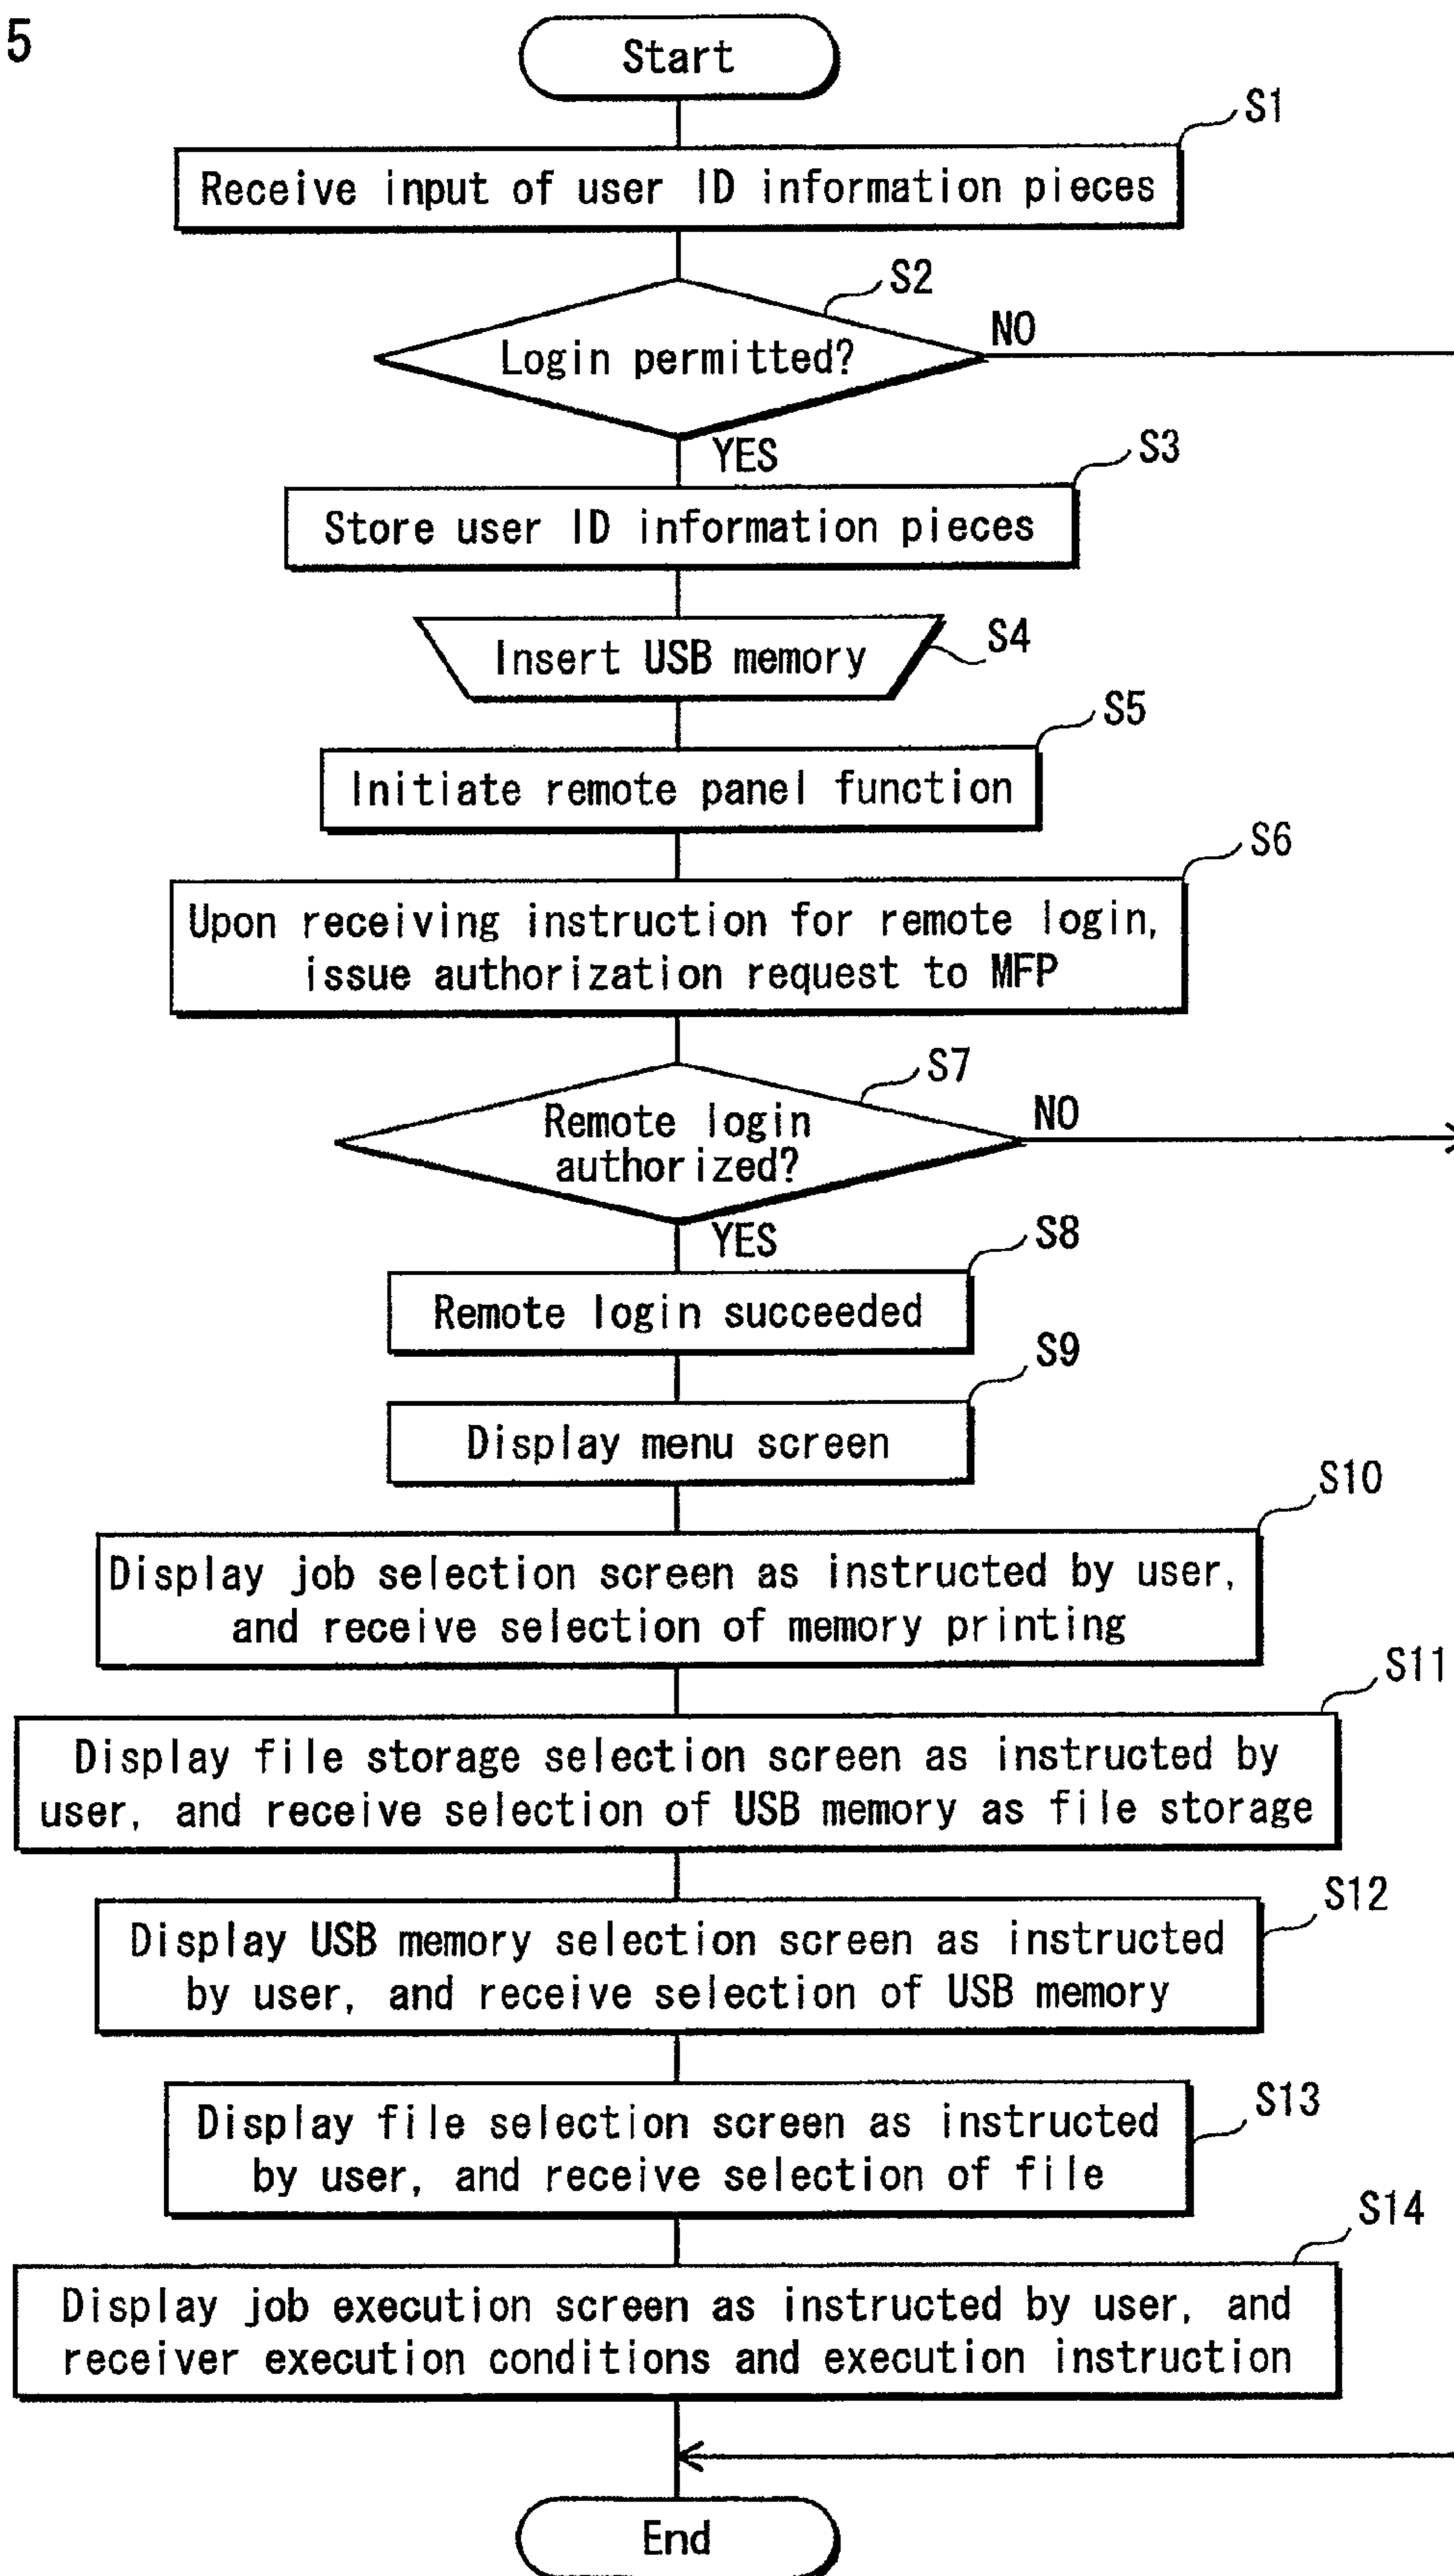 5
Start
S1
Receive input of user ID information pieces
S2
Login permitted?
NO
YES
S3
Store user ID information pieces
S4
Insert USB memory
S5
Initiate remote panel function
S6
Upon receiving instruction for remote login,
issue authorization request to MFP
S7
Remote login
authorized?
NO
YES
S8
Remote login succeeded
S9
Display menu screen
S10
Display job selection screen as instructed by user,
and receive selection of memory printing
S11
Display file storage selection screen as instructed by
user, and receive selection of USB memory as file storage
S12
Display USB memory selection screen as instructed
by user, and receive selection of USB memory
S13
Display file selection screen as instructed
by user, and receive selection of file
S14
Display job execution screen as instructed by user, and
receiver execution conditions and execution instruction
End